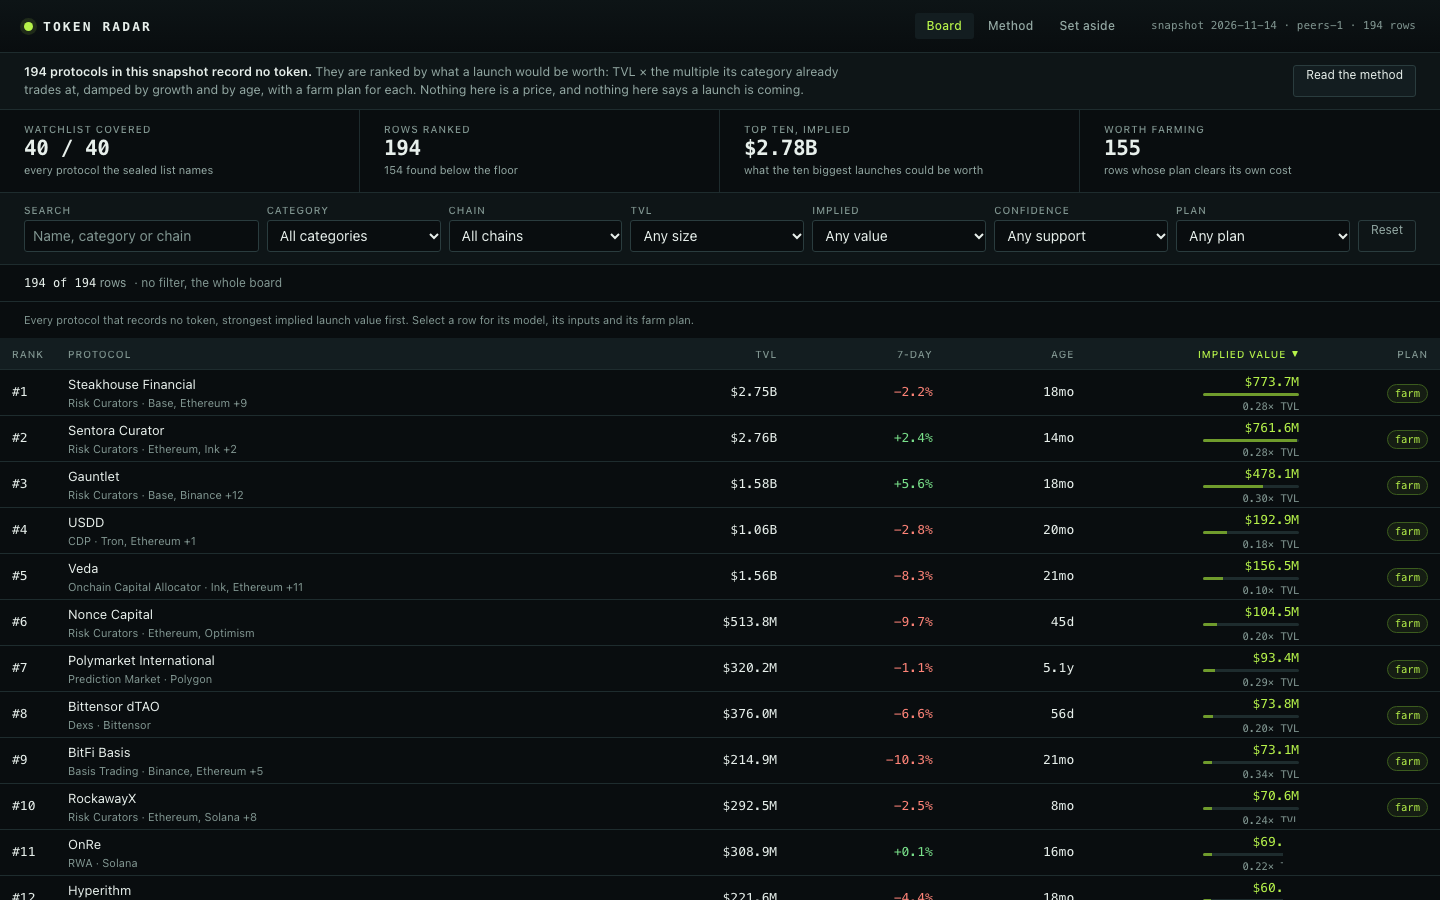 TOKEN RADAR
Board Method Set aside snapshot 2026-11-14 · peers-1 · 194 rows
194 protocols in this snapshot record no token. They are ranked by what a launch would be worth: TVL × the multiple its category already
trades at, damped by growth and by age, with a farm plan for each. Nothing here is a price, and nothing here says a launch is coming.
Read the method
WATCHLIST COVERED
40 / 40
every protocol the sealed list names
ROWS RANKED
194
154 found below the floor
TOP TEN, IMPLIED
$2.78B
what the ten biggest launches could be worth
WORTH FARMING
155
rows whose plan clears its own cost
SEARCH CATEGORY CHAIN TVL IMPLIED CONFIDENCE PLAN
Name, category or chain All categories All chains Any size Any value Any support Any plan Reset
194 of 194 rows · no filter, the whole board
Every protocol that records no token, strongest implied launch value first. Select a row for its model, its inputs and its farm plan.
RANK PROTOCOL TVL 7-DAY AGE IMPLIED VALUE ▼ PLAN
#1 Steakhouse Financial $2.75B −2.2% 18mo $773.7M farm
Risk Curators · Base, Ethereum +9 0.28× TVL
#2 Sentora Curator $2.76B +2.4% 14mo $761.6M farm
Risk Curators · Ethereum, Ink +2 0.28× TVL
#3 Gauntlet $1.58B +5.6% 18mo $478.1M farm
Risk Curators · Base, Binance +12 0.30× TVL
#4 USDD $1.06B −2.8% 20mo $192.9M farm
CDP · Tron, Ethereum +1 0.18× TVL
#5 Veda $1.56B −8.3% 21mo $156.5M farm
Onchain Capital Allocator · Ink, Ethereum +11 0.10× TVL
#6 Nonce Capital $513.8M −9.7% 45d $104.5M farm
Risk Curators · Ethereum, Optimism 0.20× TVL
#7 Polymarket International $320.2M −1.1% 5.1y $93.4M farm
Prediction Market · Polygon 0.29× TVL
#8 Bittensor dTAO $376.0M −6.6% 56d $73.8M farm
Dexs · Bittensor 0.20× TVL
#9 BitFi Basis $214.9M −10.3% 21mo $73.1M farm
Basis Trading · Binance, Ethereum +5 0.34× TVL
#10 RockawayX $292.5M −2.5% 8mo $70.6M farm
Risk Curators · Ethereum, Solana +8 0.24× TVL
#11 OnRe $308.9M +0.1% 16mo $69.
RWA · Solana 0.22×
#12 Hyperithm $221.6M −4.4% 18mo $60.